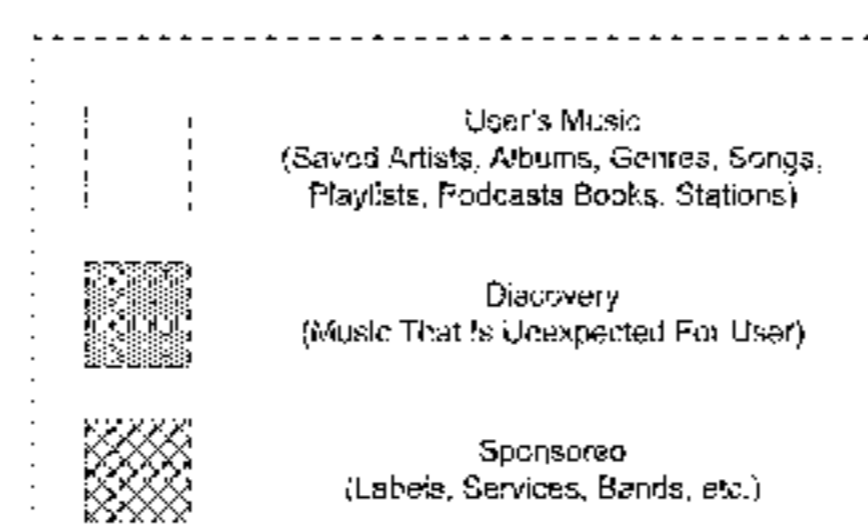 User's Music
(Saved Artists, Albums, Genres, Songs,
Playlists, Podcasts Books, Stations)
Discovery
(Music That Is Unexpected For User)
Sponsored
(Labels, Services, Bands, etc.)